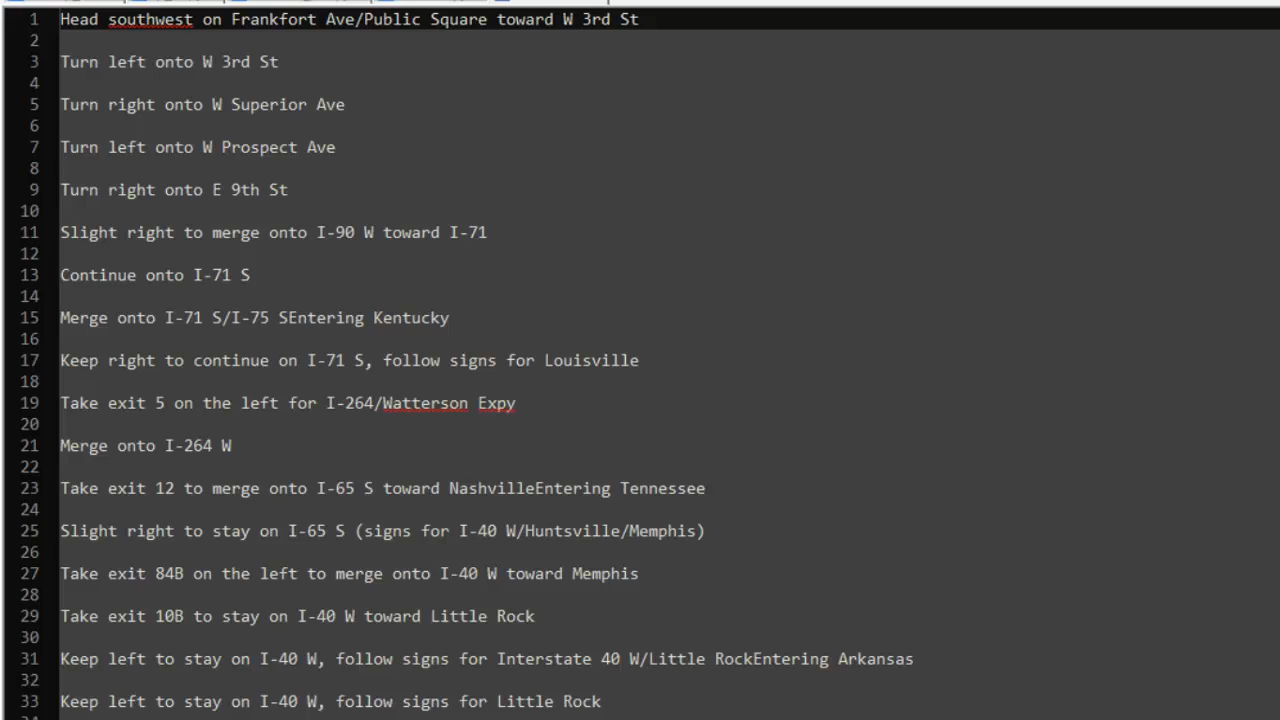 1 Head southwest on Frankfort Ave/Public Square toward W 3rd St
2
3 Turn left onto W 3rd St
4
5 Turn right onto W Superior Ave
6
7 Turn left onto W Prospect Ave
8
9 Turn right onto E 9th St
10
11 Slight right to merge onto I-90 W toward I-71
12
13 Continue onto I-71 S
14
15 Merge onto I-71 S/I-75 SEntering Kentucky
16
17 Keep right to continue on I-71 S, follow signs for Louisville
18
19 Take exit 5 on the left for I-264/Watterson Expy
20
21 Merge onto I-264 W
22
23 Take exit 12 to merge onto I-65 S toward NashvilleEntering Tennessee
24
25 Slight right to stay on I-65 S (signs for I-40 W/Huntsville/Memphis)
26
27 Take exit 84B on the left to merge onto I-40 W toward Memphis
28
29 Take exit 10B to stay on I-40 W toward Little Rock
30
31 Keep left to stay on I-40 W, follow signs for Interstate 40 W/Little RockEntering Arkansas
32
33 Keep left to stay on I-40 W, follow signs for Little Rock